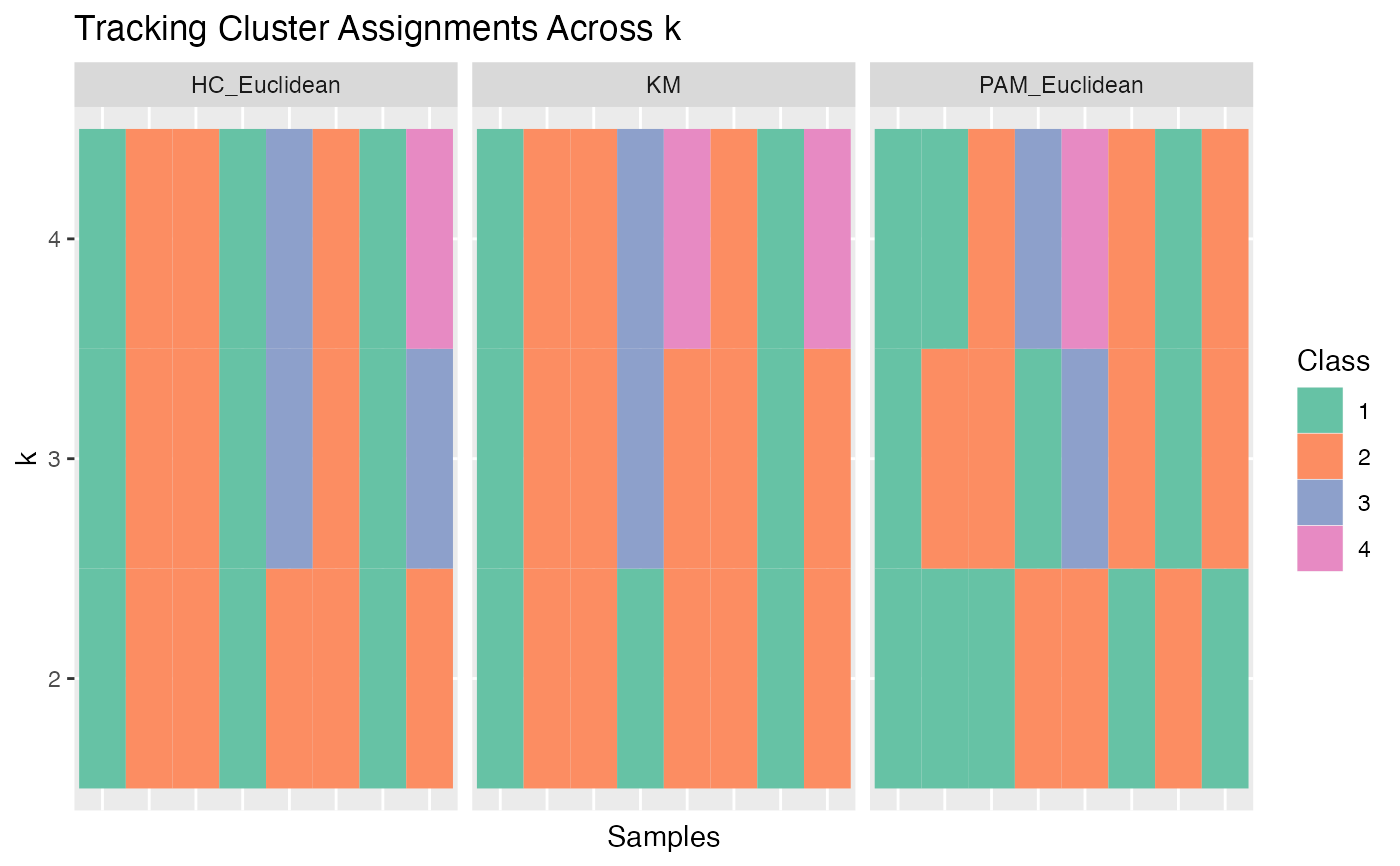 Tracking Cluster Assignments Across k
HC_Euclidean
KM
PAM_Euclidean
4
3
2
k
Samples
Class
1
2
3
4